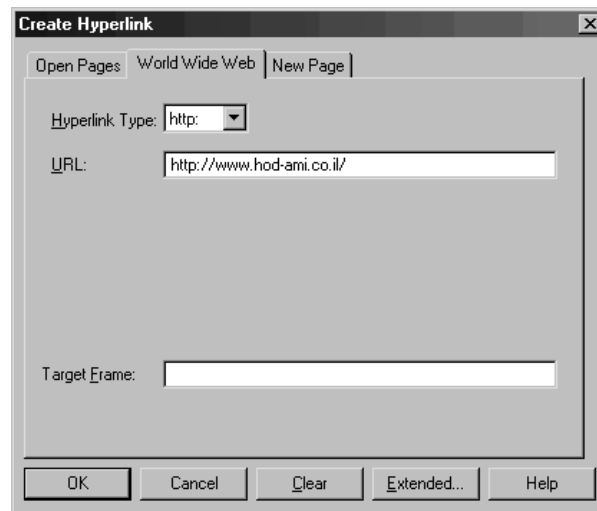 Create Hyperlink
Open Pages World Wide Web New Page
Hyperlink Type: http:
URL: http://www.hod-ami.co.il/
Target Frame:
OK Cancel Clear Extended... Help